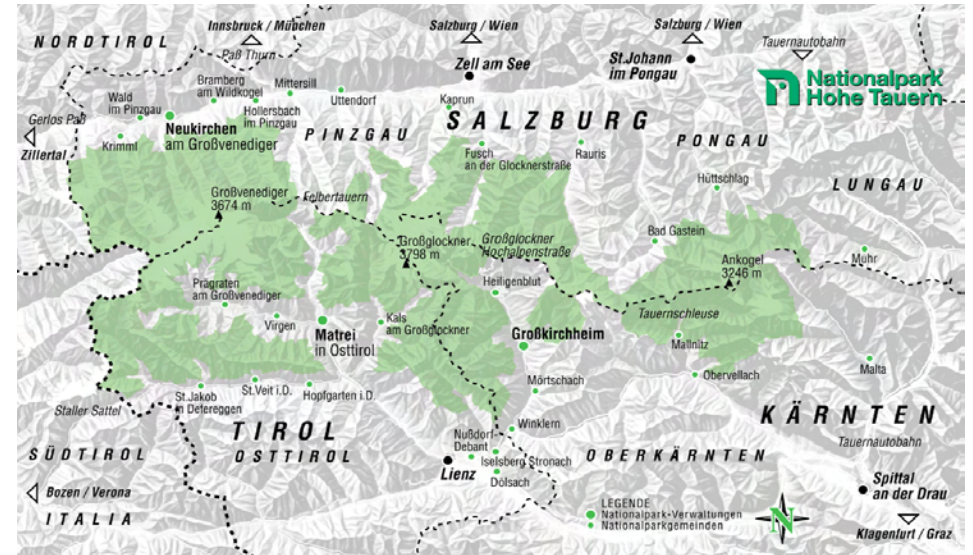 Innsbruck / München
Salzburg / Wien
Salzburg / Wien
NORDTIROL
Paß Thurn
Zell am See
St.Johann
im Pongau
Tauernautobahn
Nationalpark
Hohe Tauern
Bramberg
am Wildkogel
Mittersill
Wald
im Pinzgau
Uttendorf
Kaprun
Hollersbach
im Pinzgau
Gerlos Paß
Neukirchen
am Großvenediger
PINZGAU
SALZBURG
PONGAU
Zillertal
Krimml
Fusch
an der Glocknerstraße
Rauris
Hüttschlag
LUNGAU
Großvenediger
3674 m
Felbertauern
Großglockner
3798 m
Großglockner
Hochalpenstraße
Bad Gastein
Ankogel
3246 m
Muhr
Prägraten
am Großvenediger
Heiligenblut
Virgen
Matrei
in Osttirol
Kals
am Großglockner
Großkirchheim
Tauernschleuse
Mallnitz
Obervellach
Malta
Mörtschach
Staller Sattel
St.Jakob
in Defereggen
St.Veit i.D.
Hopfgarten i.D.
TIROL
OSTTIROL
Winklern
KÄRNTEN
Tauernautobahn
SÜDTIROL
Nußdorf-
Debant
Iselsberg Stronach
Lienz
Dölsach
OBERKÄRNTEN
Spittal
an der Drau
Bozen / Verona
ITALIA
LEGENDE
Nationalpark-Verwaltungen
Nationalparkgemeinden
N
Klagenfurt / Graz